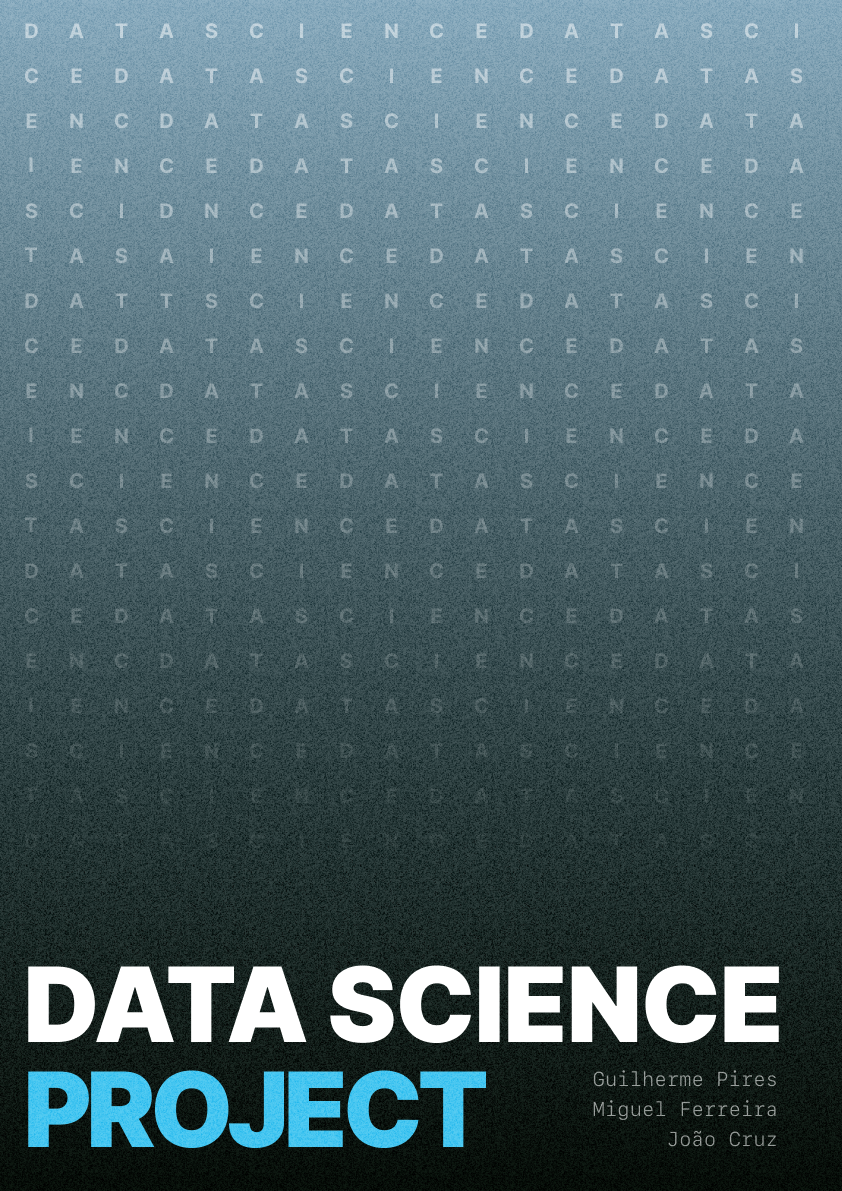 D A T A S C I E N C E D A T A S C I
C E D A T A S C I E N C E D A T A S
E N C D A T A S C I E N C E D A T A
I E N C E D A T A S C I E N C E D A
S C I D N C E D A T A S C I E N C E
T A S A I E N C E D A T A S C I E N
D A T T S C I E N C E D A T A S C I
C E D A T A S C I E N C E D A T A S
E N C D A T A S C I E N C E D A T A
I E N C E D A T A S C I E N C E D A
S C I E N C E D A T A S C I E N C E
T A S C I E N C E D A T A S C I E N
D A T A S C I E N C E D A T A S C I
C E D A T A S C I E N C E D A T A S
E N C D A T A S C I E N C E D A T A
I E N C E D A T A S C I E N C E D A
S C I E N C E D A T A S C I E N C E
T A S C I E N C E D A T A S C I E N
DATA SCIENCE
PROJECT
Guilherme Pires
Miguel Ferreira
João Cruz